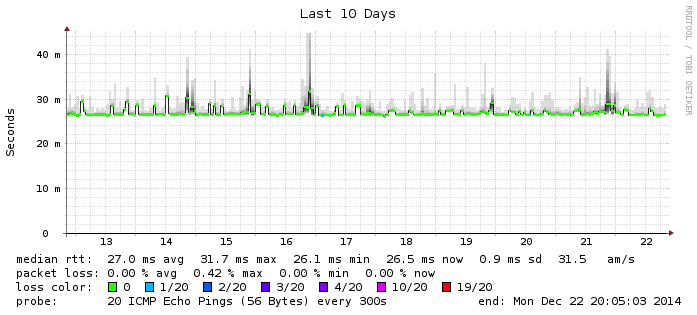 Last 10 Days
RRDTOOL / TOBI OETIKER
Seconds
40 m
30 m
20 m
10 m
0
13 14 15 16 17 18 19 20 21 22
median rtt: 27.0 ms avg 31.7 ms max 26.1 ms min 26.5 ms now 0.9 ms sd 31.5 am/s
packet loss: 0.00 % avg 0.42 % max 0.00 % min 0.00 % now
loss color: 0 1/20 2/20 3/20 4/20 10/20 19/20
probe: 20 ICMP Echo Pings (56 Bytes) every 300s end: Mon Dec 22 20:05:03 2014